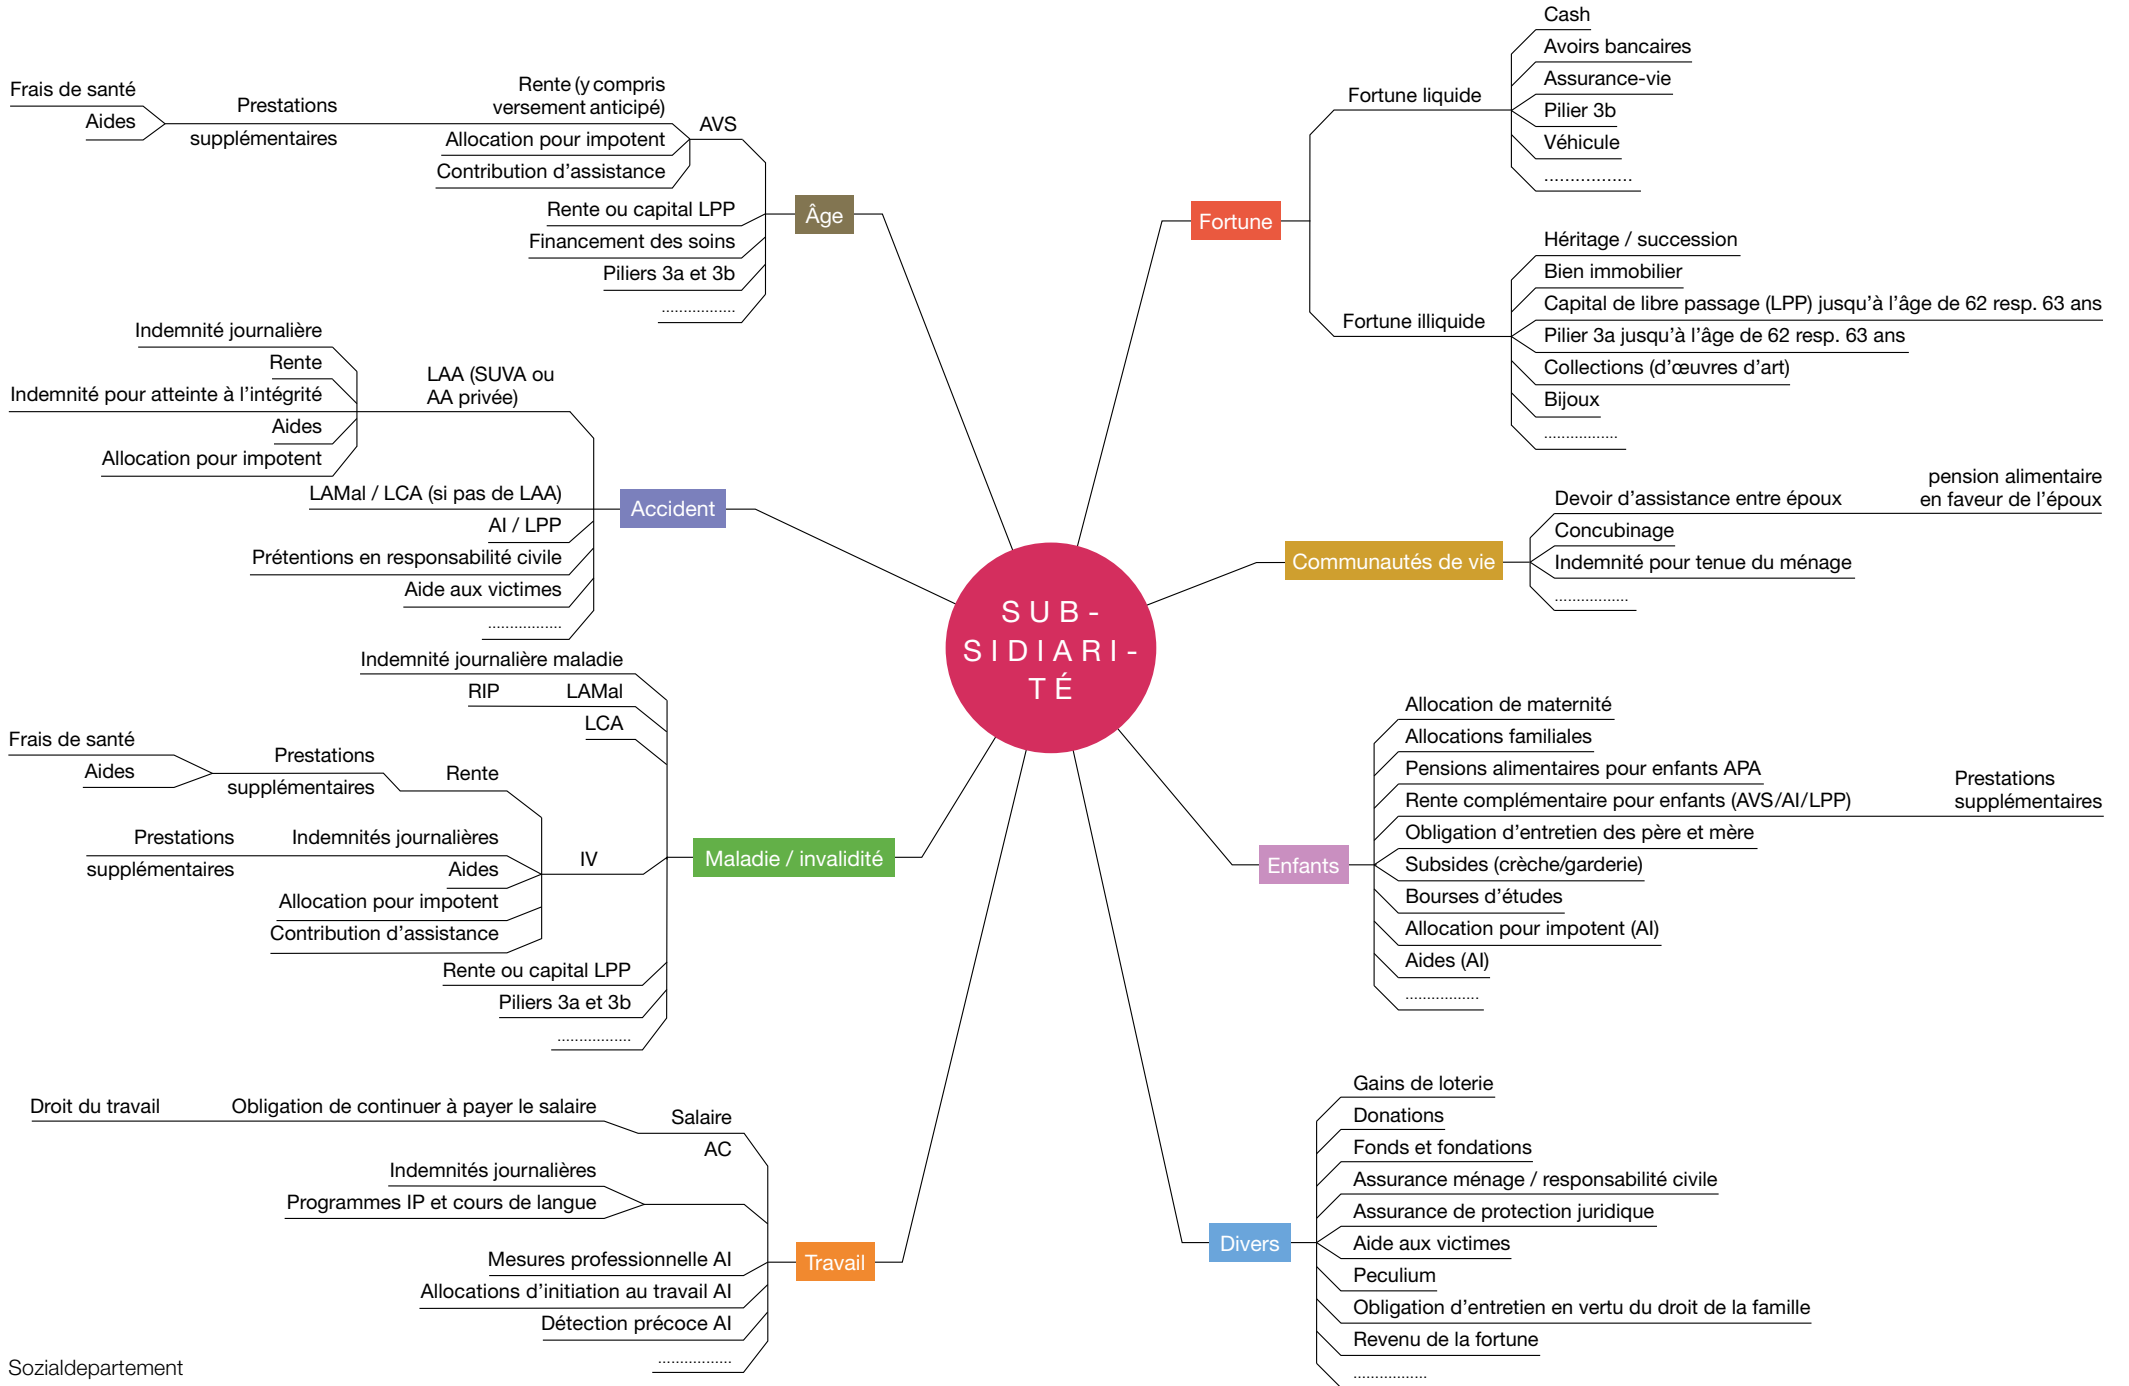 SUB-
SIDIARI-
TÉ
Âge
AVS
Rente (y compris
versement anticipé)
Prestations
supplémentaires
Frais de santé
Aides
Allocation pour impotent
Contribution d’assistance
Rente ou capital LPP
Financement des soins
Piliers 3a et 3b
.................
Accident
LAA (SUVA ou
AA privée)
Indemnité journalière
Rente
Indemnité pour atteinte à l’intégrité
Aides
Allocation pour impotent
LAMal / LCA (si pas de LAA)
AI / LPP
Prétentions en responsabilité civile
Aide aux victimes
.................
Maladie / invalidité
Indemnité journalière maladie
RIP LAMal
LCA
IV
Rente
Prestations
supplémentaires
Frais de santé
Aides
Indemnités journalières
Prestations
supplémentaires
Aides
Allocation pour impotent
Contribution d’assistance
Rente ou capital LPP
Piliers 3a et 3b
.................
Travail
Salaire
Obligation de continuer à payer le salaire
Droit du travail
AC
Indemnités journalières
Programmes IP et cours de langue
Mesures professionnelle AI
Allocations d’initiation au travail AI
Détection précoce AI
.................
Fortune
Fortune liquide
Cash
Avoirs bancaires
Assurance-vie
Pilier 3b
Véhicule
.................
Fortune illiquide
Héritage / succession
Bien immobilier
Capital de libre passage (LPP) jusqu’à l’âge de 62 resp. 63 ans
Pilier 3a jusqu’à l’âge de 62 resp. 63 ans
Collections (d’œuvres d’art)
Bijoux
.................
Communautés de vie
Devoir d’assistance entre époux
pension alimentaire
en faveur de l’époux
Concubinage
Indemnité pour tenue du ménage
.................
Enfants
Allocation de maternité
Allocations familiales
Pensions alimentaires pour enfants APA
Rente complémentaire pour enfants (AVS/AI/LPP)
Prestations
supplémentaires
Obligation d’entretien des père et mère
Subsides (crèche/garderie)
Bourses d’études
Allocation pour impotent (AI)
Aides (AI)
.................
Divers
Gains de loterie
Donations
Fonds et fondations
Assurance ménage / responsabilité civile
Assurance de protection juridique
Aide aux victimes
Peculium
Obligation d’entretien en vertu du droit de la famille
Revenu de la fortune
.................
Sozialdepartement